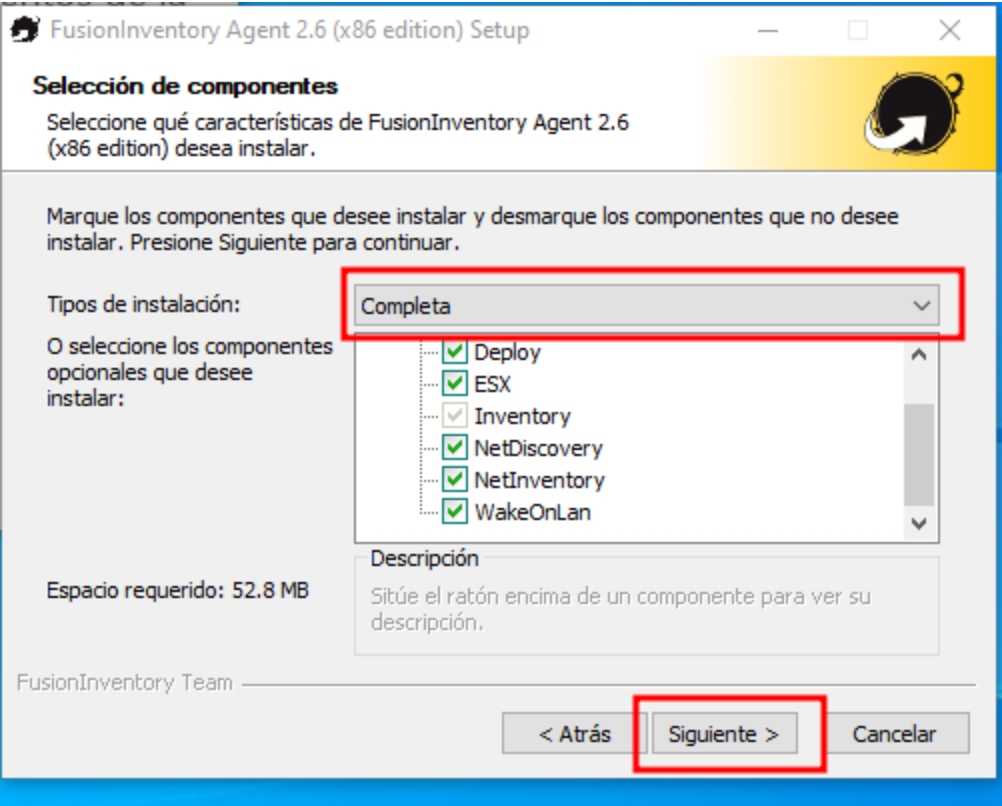 FusionInventory Agent 2.6 (x86 edition) Setup
Selección de componentes
Seleccione qué características de FusionInventory Agent 2.6
(x86 edition) desea instalar.
Marque los componentes que desee instalar y desmarque los componentes que no desee
instalar. Presione Siguiente para continuar.
Tipos de instalación:
Completa
O seleccione los componentes
opcionales que desee
instalar:
Deploy
ESX
Inventory
NetDiscovery
NetInventory
WakeOnLan
Espacio requerido: 52.8 MB
Descripción
Sitúe el ratón encima de un componente para ver su
descripción.
FusionInventory Team
< Atrás
Siguiente >
Cancelar